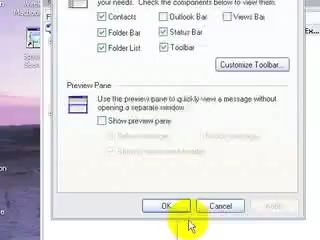 your needs. Check the components below to view them.
Contacts Outlook Bar Views Bar
Folder Bar Status Bar
Folder List Toolbar
Customize Toolbar...
Preview Pane
Use the preview pane to quickly view a message without
opening a separate window.
Show preview pane
OK Cancel Apply